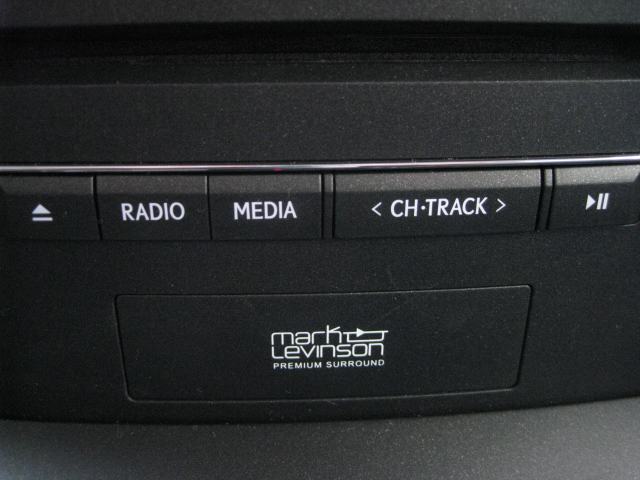 RADIO MEDIA < CH·TRACK >
mark
Levinson
PREMIUM SURROUND